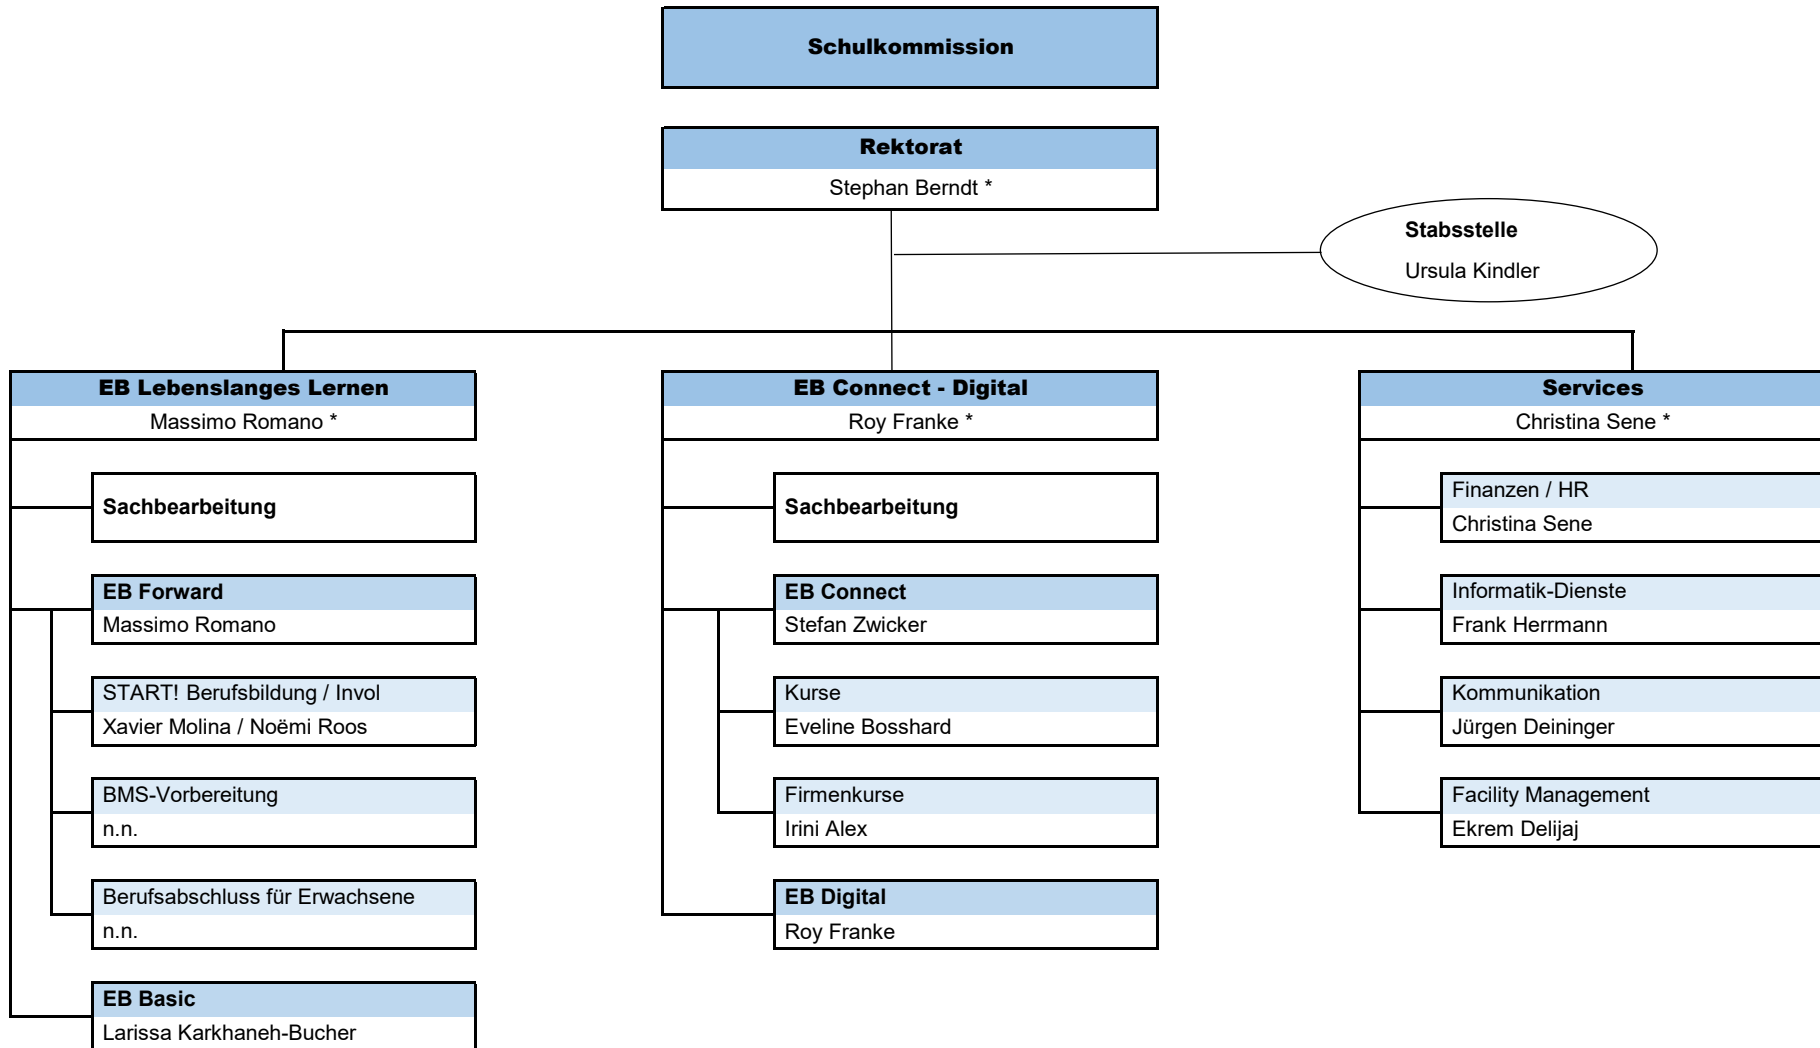 Schulkommission
Rektorat
Stephan Berndt *
Stabsstelle
Ursula Kindler
EB Lebenslanges Lernen
Massimo Romano *
Sachbearbeitung
EB Forward
Massimo Romano
START! Berufsbildung / Invol
Xavier Molina / Noëmi Roos
BMS-Vorbereitung
n.n.
Berufsabschluss für Erwachsene
n.n.
EB Basic
Larissa Karkhaneh-Bucher
EB Connect - Digital
Roy Franke *
Sachbearbeitung
EB Connect
Stefan Zwicker
Kurse
Eveline Bosshard
Firmenkurse
Irini Alex
EB Digital
Roy Franke
Services
Christina Sene *
Finanzen / HR
Christina Sene
Informatik-Dienste
Frank Herrmann
Kommunikation
Jürgen Deininger
Facility Management
Ekrem Delijaj